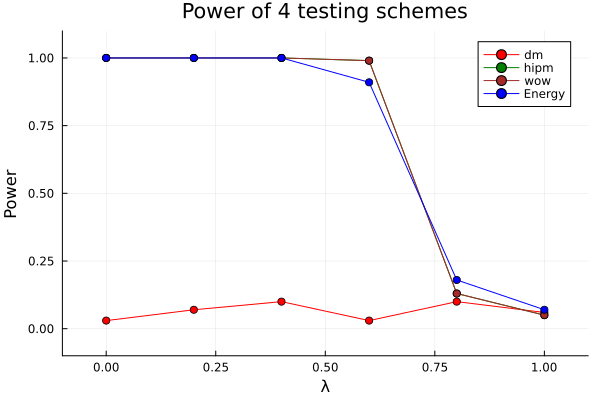 Power of 4 testing schemes
dm
hipm
wow
Energy
Power
1.00
0.75
0.50
0.25
0.00
0.00 0.25 0.50 0.75 1.00
λ